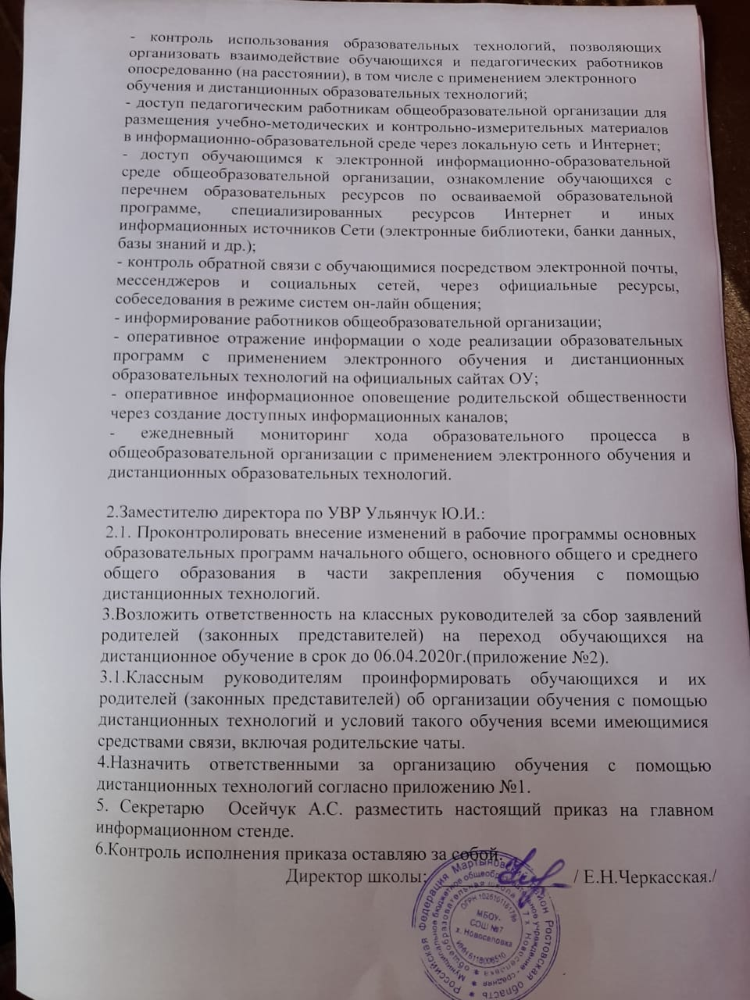 - контроль использования образовательных технологий, позволяющих
организовать взаимодействие обучающихся и педагогических работников
опосредованно (на расстоянии), в том числе с применением электронного
обучения и дистанционных образовательных технологий;
- доступ педагогическим работникам общеобразовательной организации для
размещения учебно-методических и контрольно-измерительных материалов
в информационно-образовательной среде через локальную сеть и Интернет;
- доступ обучающимся к электронной информационно-образовательной
среде общеобразовательной организации, ознакомление обучающихся с
перечнем образовательных ресурсов по осваиваемой образовательной
программе, специализированных ресурсов Интернет и иных
информационных источников Сети (электронные библиотеки, банки данных,
базы знаний и др.);
- контроль обратной связи с обучающимися посредством электронной почты,
мессенджеров и социальных сетей, через официальные ресурсы,
собеседования в режиме систем он-лайн общения;
- информирование работников общеобразовательной организации;
- оперативное отражение информации о ходе реализации образовательных
программ с применением электронного обучения и дистанционных
образовательных технологий на официальных сайтах ОУ;
- оперативное информационное оповещение родительской общественности
через создание доступных информационных каналов;
- ежедневный мониторинг хода образовательного процесса в
общеобразовательной организации с применением электронного обучения и
дистанционных образовательных технологий.
2.Заместителю директора по УВР Ульянчук Ю.И.:
2.1. Проконтролировать внесение изменений в рабочие программы основных
образовательных программ начального общего, основного общего и среднего
общего образования в части закрепления обучения с помощью
дистанционных технологий.
3.Возложить ответственность на классных руководителей за сбор заявлений
родителей (законных представителей) на переход обучающихся на
дистанционное обучение в срок до 06.04.2020г.(приложение №2).
3.1.Классным руководителям проинформировать обучающихся и их
родителей (законных представителей) об организации обучения с помощью
дистанционных технологий и условий такого обучения всеми имеющимися
средствами связи, включая родительские чаты.
4.Назначить ответственными за организацию обучения с помощью
дистанционных технологий согласно приложению №1.
5. Секретарю Осейчук А.С. разместить настоящий приказ на главном
информационном стенде.
6.Контроль исполнения приказа оставляю за собой.
Директор школы: / Е.Н.Черкасская./
Российская Федерация Мартыновский район Ростовская область
Муниципальное бюджетное общеобразовательное учреждение - средняя
общеобразовательная школа №7 х. Новоселовка
МБОУ-
СОШ №7
х. Новоселовка